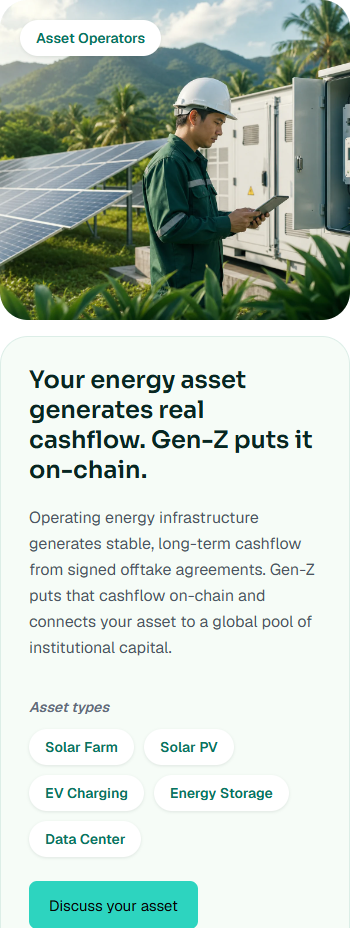 Asset Operators
Your energy asset
generates real
cashflow. Gen-Z puts it
on-chain.
Operating energy infrastructure
generates stable, long-term cashflow
from signed offtake agreements. Gen-Z
puts that cashflow on-chain and
connects your asset to a global pool of
institutional capital.
Asset types
Solar Farm
Solar PV
EV Charging
Energy Storage
Data Center
Discuss your asset